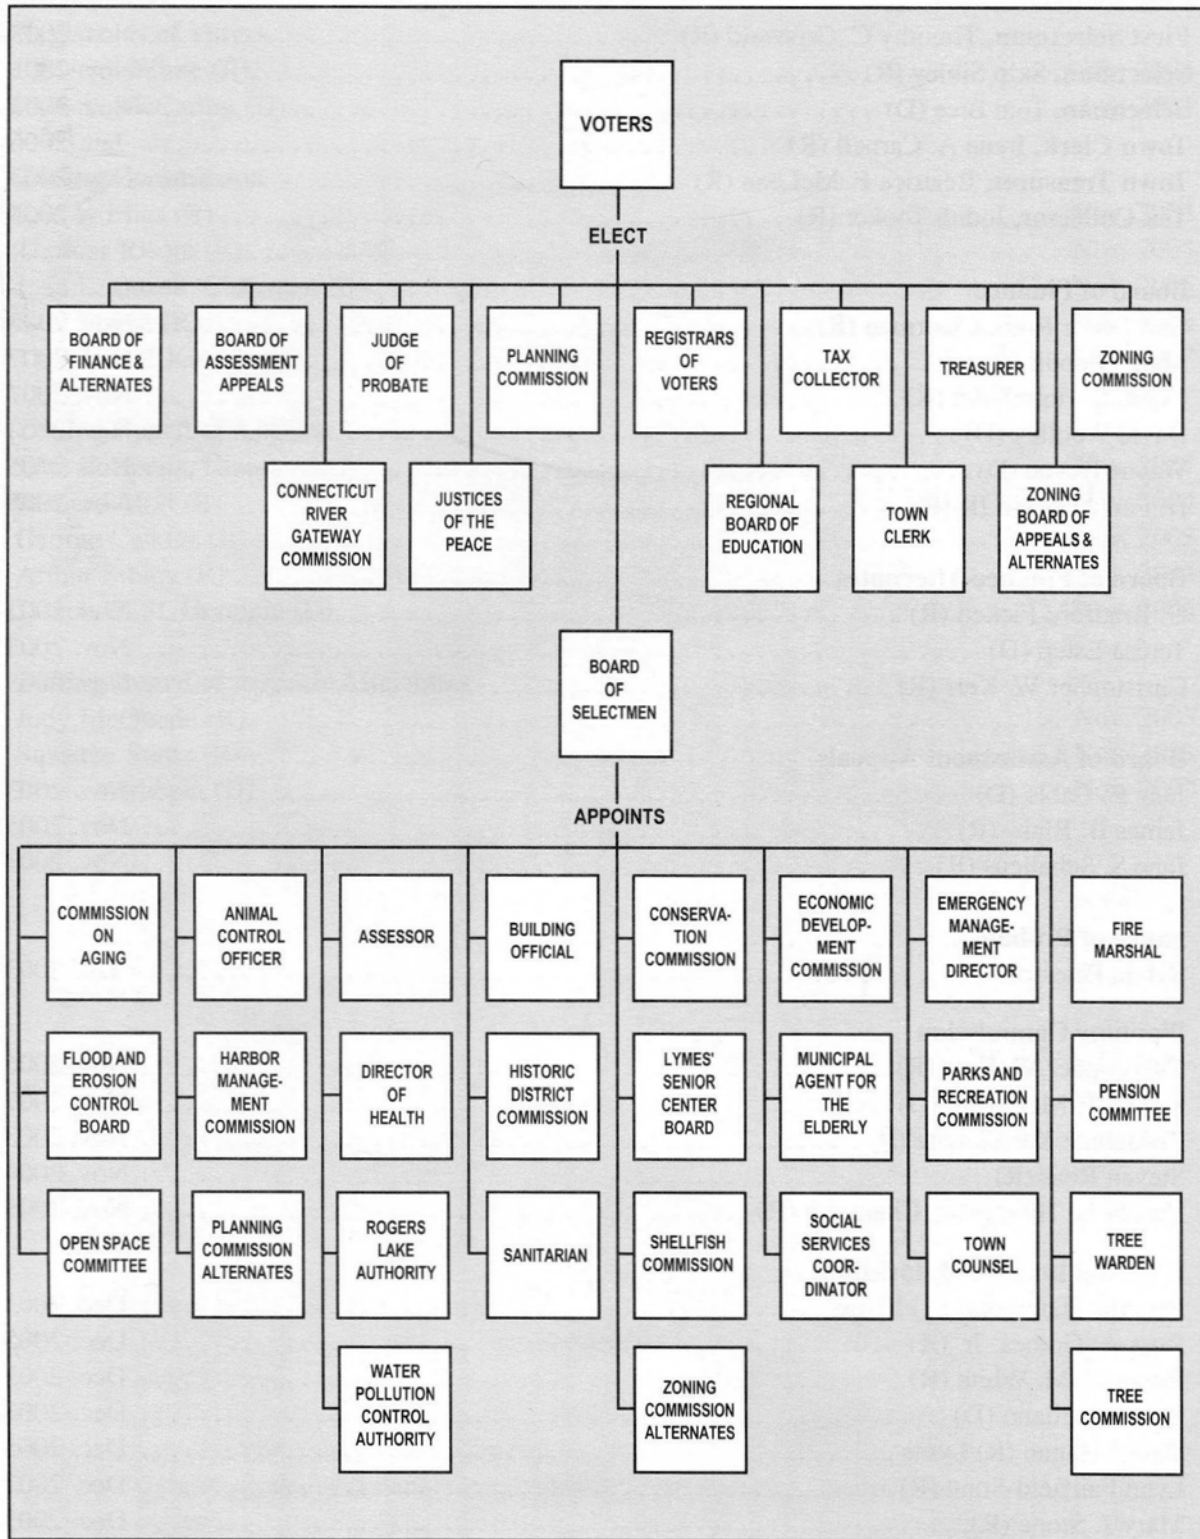 VOTERS
ELECT
BOARD OF
FINANCE &
ALTERNATES
BOARD OF
ASSESSMENT
APPEALS
JUDGE
OF
PROBATE
PLANNING
COMMISSION
REGISTRARS
OF
VOTERS
TAX
COLLECTOR
TREASURER
ZONING
COMMISSION
CONNECTICUT
RIVER
GATEWAY
COMMISSION
JUSTICES
OF THE
PEACE
REGIONAL
BOARD OF
EDUCATION
TOWN
CLERK
ZONING
BOARD OF
APPEALS &
ALTERNATES
BOARD
OF
SELECTMEN
APPOINTS
COMMISSION
ON
AGING
ANIMAL
CONTROL
OFFICER
ASSESSOR
BUILDING
OFFICIAL
CONSERVA-
TION
COMMISSION
ECONOMIC
DEVELOP-
MENT
COMMISSION
EMERGENCY
MANAGE-
MENT
DIRECTOR
FIRE
MARSHAL
FLOOD AND
EROSION
CONTROL
BOARD
HARBOR
MANAGE-
MENT
COMMISSION
DIRECTOR
OF
HEALTH
HISTORIC
DISTRICT
COMMISSION
LYMES'
SENIOR
CENTER
BOARD
MUNICIPAL
AGENT FOR
THE
ELDERLY
PARKS AND
RECREATION
COMMISSION
PENSION
COMMITTEE
OPEN SPACE
COMMITTEE
PLANNING
COMMISSION
ALTERNATES
ROGERS
LAKE
AUTHORITY
SANITARIAN
SHELLFISH
COMMISSION
SOCIAL
SERVICES
COOR-
DINATOR
TOWN
COUNSEL
TREE
WARDEN
WATER
POLLUTION
CONTROL
AUTHORITY
ZONING
COMMISSION
ALTERNATES
TREE
COMMISSION